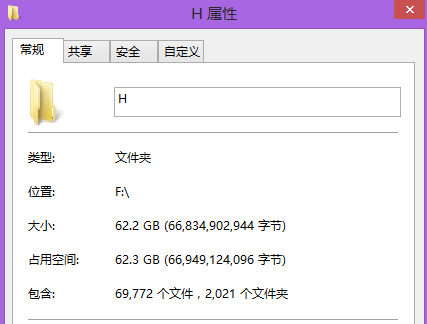 H 属性
常规 共享 安全 自定义
H
类型: 文件夹
位置: F:\
大小: 62.2 GB (66,834,902,944 字节)
占用空间: 62.3 GB (66,949,124,096 字节)
包含: 69,772 个文件，2,021 个文件夹